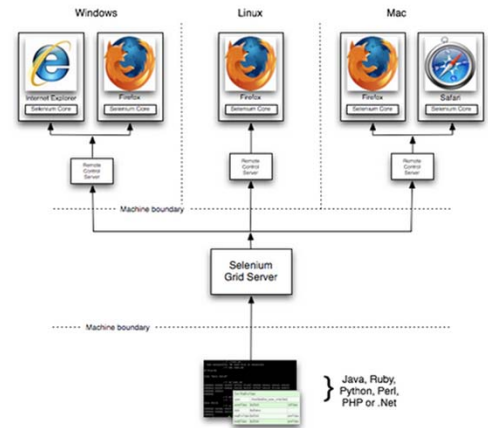 Windows
Linux
Mac
Internet Explorer
Firefox
Firefox
Firefox
Safari
Selenium Core
Selenium Core
Selenium Core
Selenium Core
Selenium Core
Remote
Control
Server
Remote
Control
Server
Remote
Control
Server
Machine boundary
Selenium
Grid Server
Machine boundary
Java, Ruby,
Python, Perl,
PHP or .Net